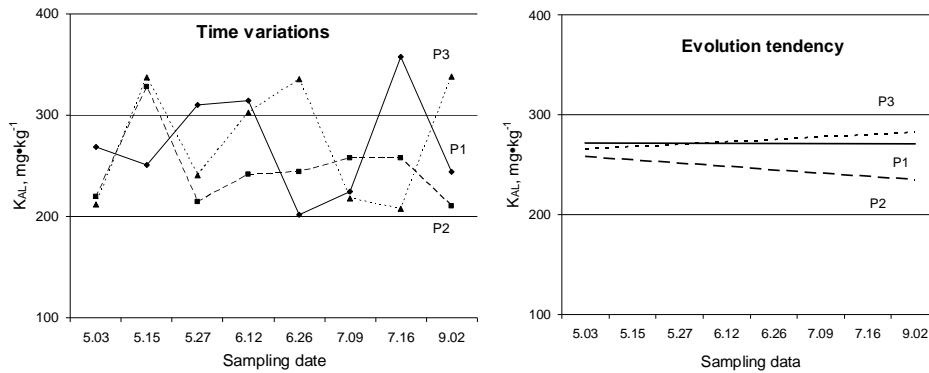 Time variations
400
300
200
100
K_AL, mg•kg⁻¹
P3
P1
P2
5.03 5.15 5.27 6.12 6.26 7.09 7.16 9.02
Sampling date
Evolution tendency
400
300
200
100
K_AL, mg•kg⁻¹
P3
P1
P2
5.03 5.15 5.27 6.12 6.26 7.09 7.16 9.02
Sampling data